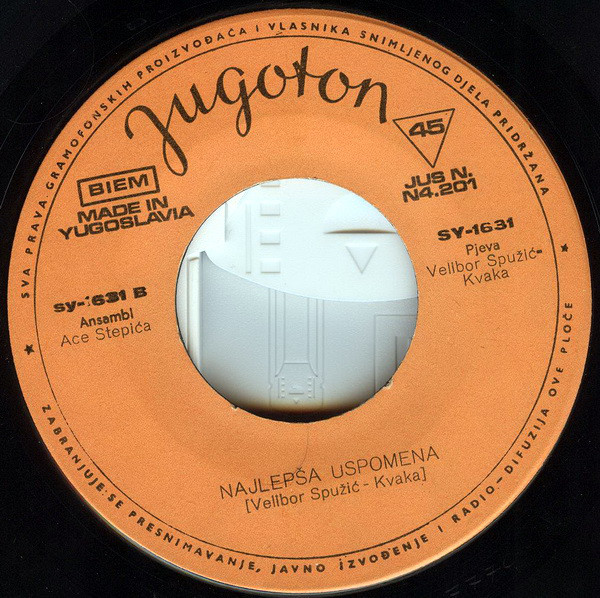 SVA PRAVA GRAMOFONSKIH PROIZVOĐAČA I VLASNIKA SNIMLJENOG DJELA PRIDRŽANA
Jugoton
45
BIEM
MADE IN
YUGOSLAVIA
JUS N.
N4.201
sy-1631 B
Ansambl
Ace Stepića
SY-1631
Pjeva
Velibor Spužić-
Kvaka
NAJLEPŠA USPOMENA
[Velibor Spužić - Kvaka]
ZABRANJUJE SE PRESNIMAVANJE, JAVNO IZVOĐENJE I RADIO-DIFUZIJA OVE PLOČE